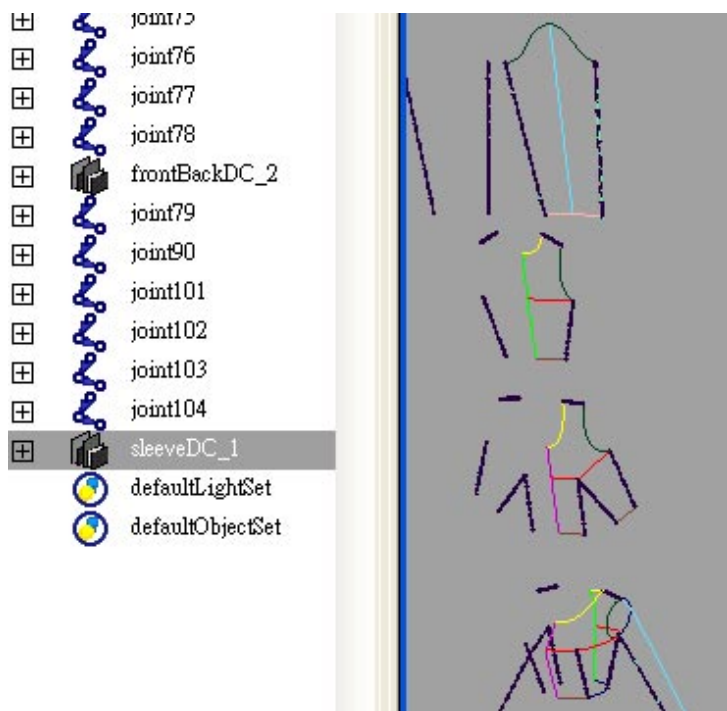 joint75
joint76
joint77
joint78
frontBackDC_2
joint79
joint90
joint101
joint102
joint103
joint104
sleeveDC_1
defaultLightSet
defaultObjectSet